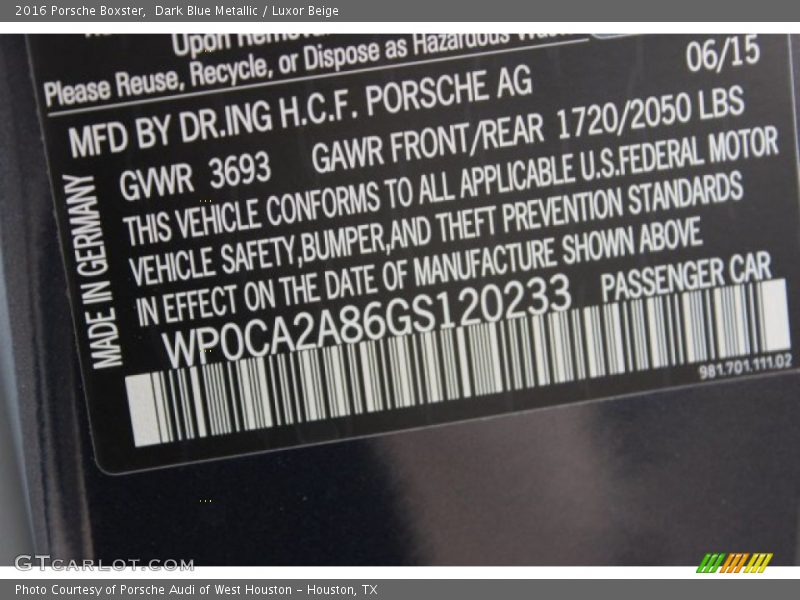 2016 Porsche Boxster,  Dark Blue Metallic / Luxor Beige
Upon
Please Reuse, Recycle, or Dispose as Hazardous
06/15
MFD BY DR.ING H.C.F. PORSCHE AG
GVWR 3693 GAWR FRONT/REAR 1720/2050 LBS
THIS VEHICLE CONFORMS TO ALL APPLICABLE U.S.FEDERAL MOTOR
VEHICLE SAFETY,BUMPER,AND THEFT PREVENTION STANDARDS
IN EFFECT ON THE DATE OF MANUFACTURE SHOWN ABOVE
WP0CA2A86GS120233 PASSENGER CAR
MADE IN GERMANY
981.701.111.02
GTCARLOT.COM
Photo Courtesy of Porsche Audi of West Houston – Houston, TX